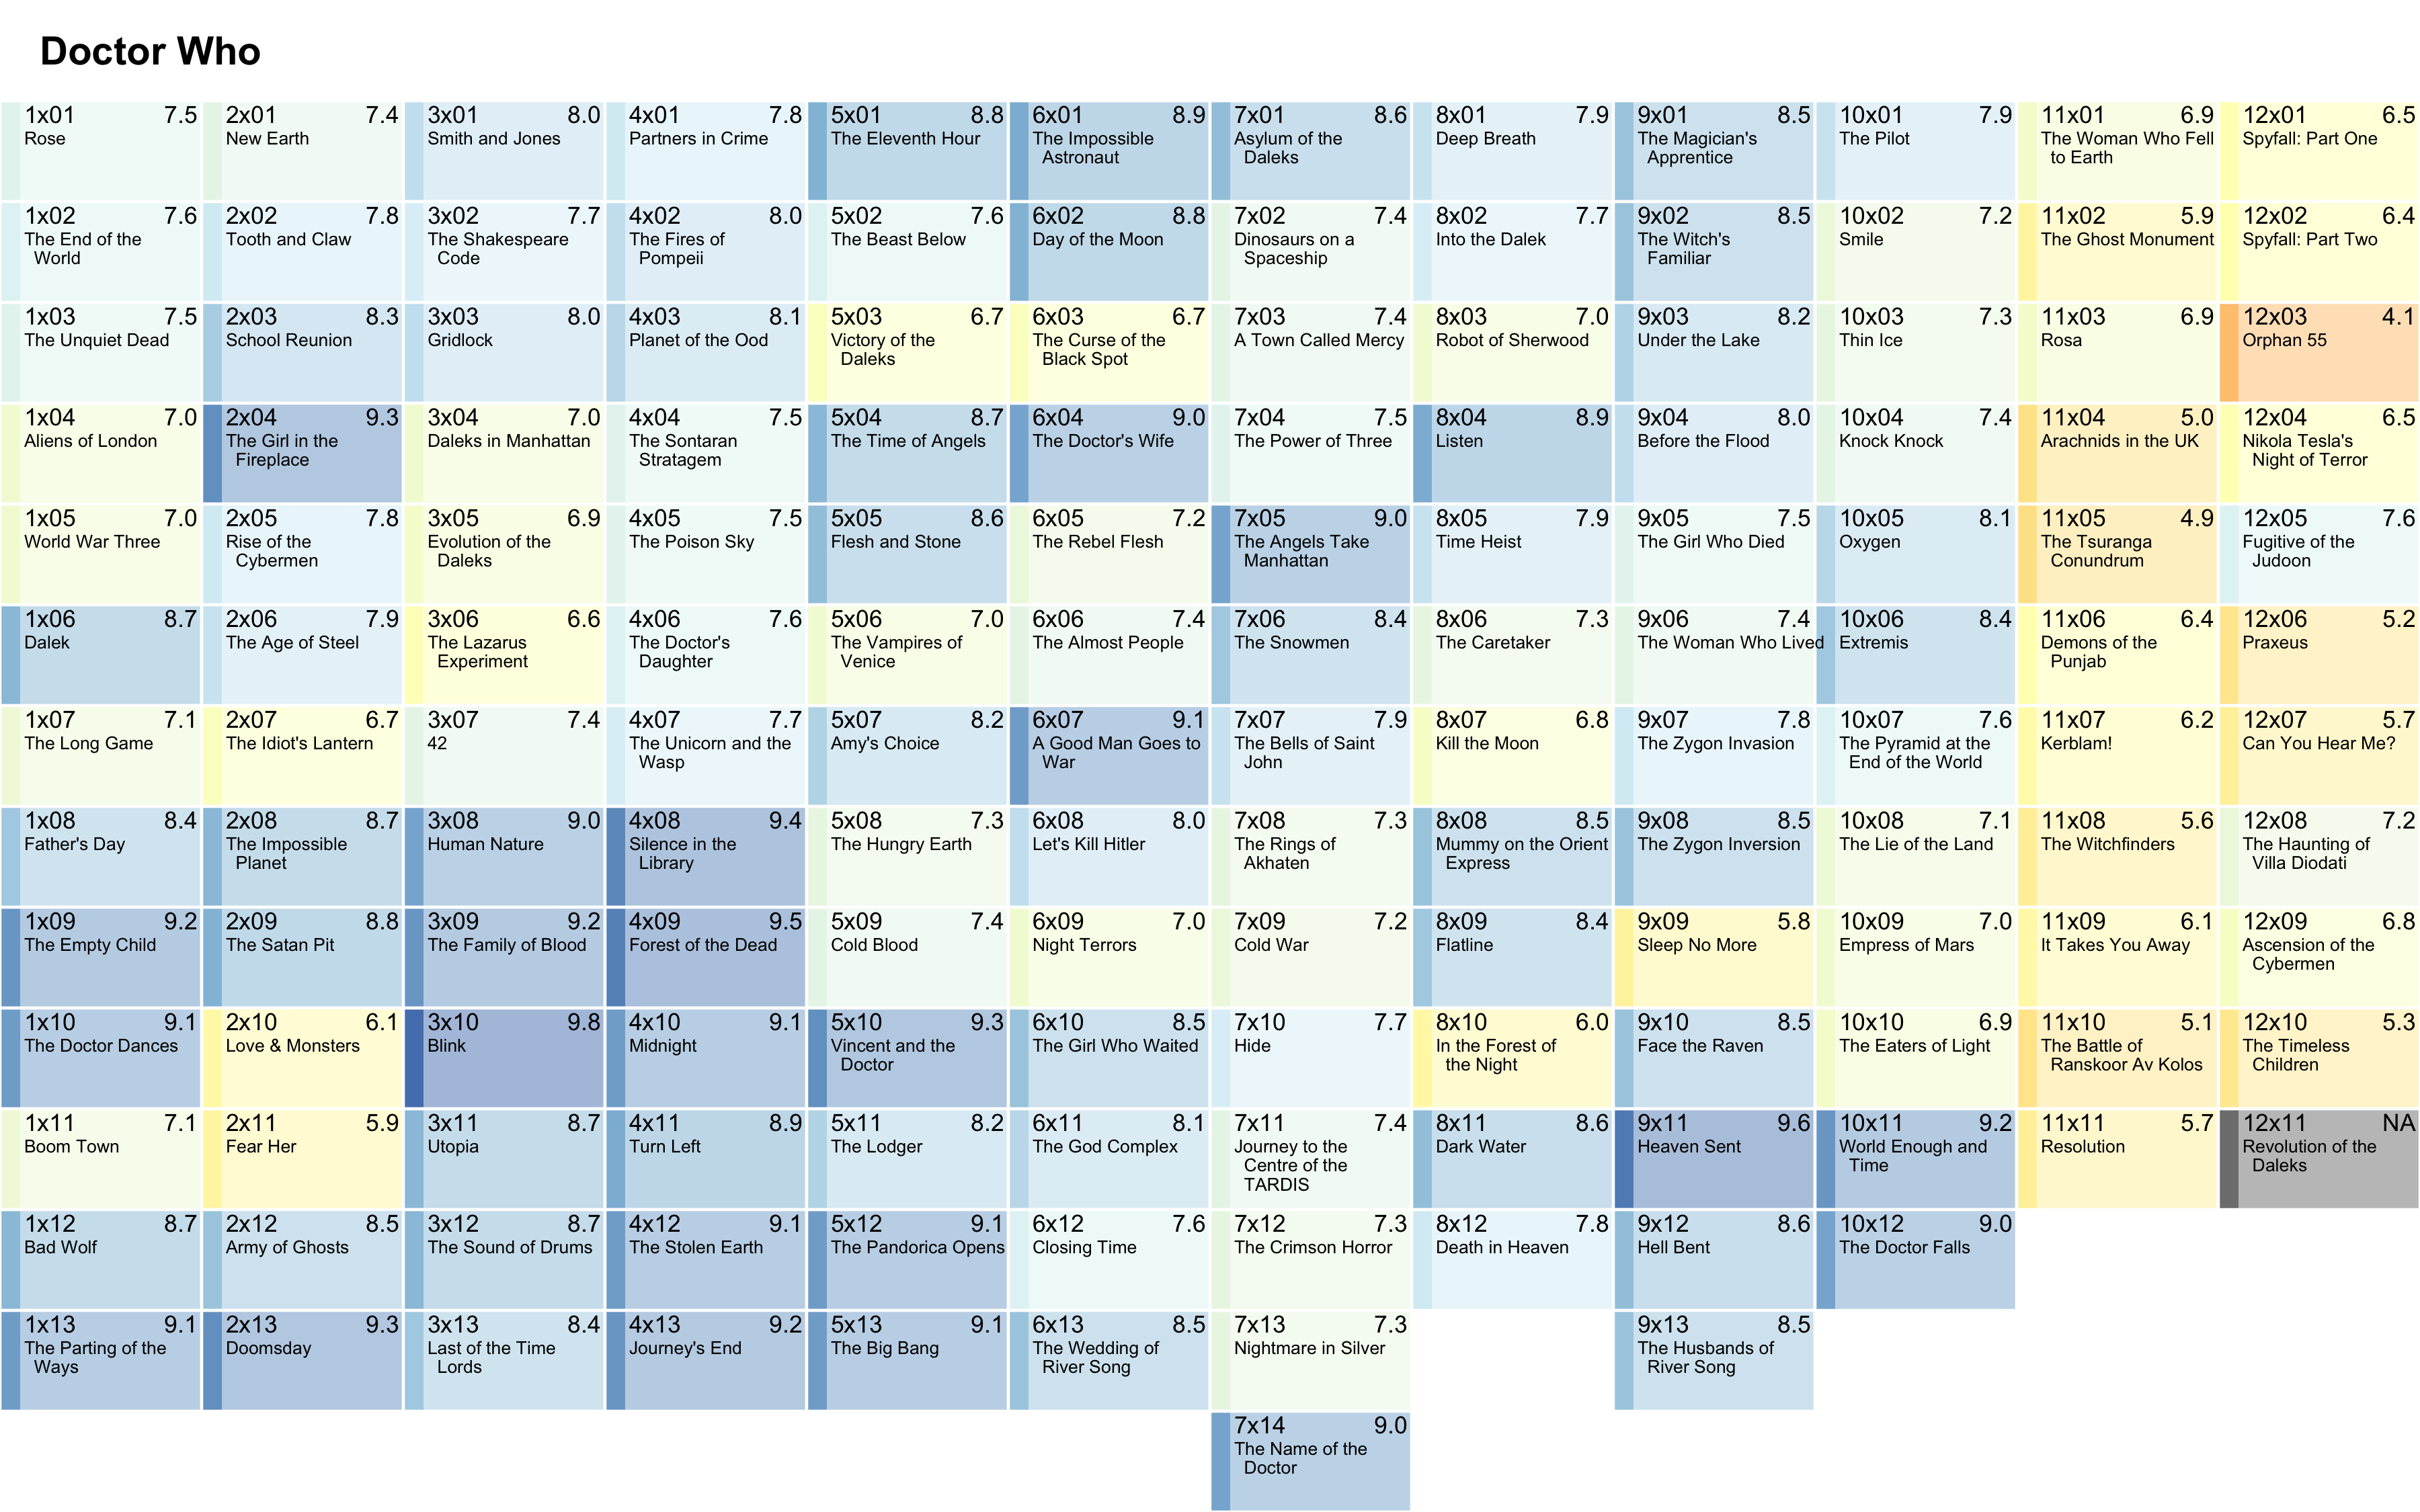 Doctor Who
1x01 7.5
Rose
2x01 7.4
New Earth
3x01 8.0
Smith and Jones
4x01 7.8
Partners in Crime
5x01 8.8
The Eleventh Hour
6x01 8.9
The Impossible
Astronaut
7x01 8.6
Asylum of the
Daleks
8x01 7.9
Deep Breath
9x01 8.5
The Magician's
Apprentice
10x01 7.9
The Pilot
11x01 6.9
The Woman Who Fell
to Earth
12x01 6.5
Spyfall: Part One
1x02 7.6
The End of the
World
2x02 7.8
Tooth and Claw
3x02 7.7
The Shakespeare
Code
4x02 8.0
The Fires of
Pompeii
5x02 7.6
The Beast Below
6x02 8.8
Day of the Moon
7x02 7.4
Dinosaurs on a
Spaceship
8x02 7.7
Into the Dalek
9x02 8.5
The Witch's
Familiar
10x02 7.2
Smile
11x02 5.9
The Ghost Monument
12x02 6.4
Spyfall: Part Two
1x03 7.5
The Unquiet Dead
2x03 8.3
School Reunion
3x03 8.0
Gridlock
4x03 8.1
Planet of the Ood
5x03 6.7
Victory of the
Daleks
6x03 6.7
The Curse of the
Black Spot
7x03 7.4
A Town Called Mercy
8x03 7.0
Robot of Sherwood
9x03 8.2
Under the Lake
10x03 7.3
Thin Ice
11x03 6.9
Rosa
12x03 4.1
Orphan 55
1x04 7.0
Aliens of London
2x04 9.3
The Girl in the
Fireplace
3x04 7.0
Daleks in Manhattan
4x04 7.5
The Sontaran
Stratagem
5x04 8.7
The Time of Angels
6x04 9.0
The Doctor's Wife
7x04 7.5
The Power of Three
8x04 8.9
Listen
9x04 8.0
Before the Flood
10x04 7.4
Knock Knock
11x04 5.0
Arachnids in the UK
12x04 6.5
Nikola Tesla's
Night of Terror
1x05 7.0
World War Three
2x05 7.8
Rise of the
Cybermen
3x05 6.9
Evolution of the
Daleks
4x05 7.5
The Poison Sky
5x05 8.6
Flesh and Stone
6x05 7.2
The Rebel Flesh
7x05 9.0
The Angels Take
Manhattan
8x05 7.9
Time Heist
9x05 7.5
The Girl Who Died
10x05 8.1
Oxygen
11x05 4.9
The Tsuranga
Conundrum
12x05 7.6
Fugitive of the
Judoon
1x06 8.7
Dalek
2x06 7.9
The Age of Steel
3x06 6.6
The Lazarus
Experiment
4x06 7.6
The Doctor's
Daughter
5x06 7.0
The Vampires of
Venice
6x06 7.4
The Almost People
7x06 8.4
The Snowmen
8x06 7.3
The Caretaker
9x06 7.4
The Woman Who Lived
10x06 8.4
Extremis
11x06 6.4
Demons of the
Punjab
12x06 5.2
Praxeus
1x07 7.1
The Long Game
2x07 6.7
The Idiot's Lantern
3x07 7.4
42
4x07 7.7
The Unicorn and the
Wasp
5x07 8.2
Amy's Choice
6x07 9.1
A Good Man Goes to
War
7x07 7.9
The Bells of Saint
John
8x07 6.8
Kill the Moon
9x07 7.8
The Zygon Invasion
10x07 7.6
The Pyramid at the
End of the World
11x07 6.2
Kerblam!
12x07 5.7
Can You Hear Me?
1x08 8.4
Father's Day
2x08 8.7
The Impossible
Planet
3x08 9.0
Human Nature
4x08 9.4
Silence in the
Library
5x08 7.3
The Hungry Earth
6x08 8.0
Let's Kill Hitler
7x08 7.3
The Rings of
Akhaten
8x08 8.5
Mummy on the Orient
Express
9x08 8.5
The Zygon Inversion
10x08 7.1
The Lie of the Land
11x08 5.6
The Witchfinders
12x08 7.2
The Haunting of
Villa Diodati
1x09 9.2
The Empty Child
2x09 8.8
The Satan Pit
3x09 9.2
The Family of Blood
4x09 9.5
Forest of the Dead
5x09 7.4
Cold Blood
6x09 7.0
Night Terrors
7x09 7.2
Cold War
8x09 8.4
Flatline
9x09 5.8
Sleep No More
10x09 7.0
Empress of Mars
11x09 6.1
It Takes You Away
12x09 6.8
Ascension of the
Cybermen
1x10 9.1
The Doctor Dances
2x10 6.1
Love & Monsters
3x10 9.8
Blink
4x10 9.1
Midnight
5x10 9.3
Vincent and the
Doctor
6x10 8.5
The Girl Who Waited
7x10 7.7
Hide
8x10 6.0
In the Forest of
the Night
9x10 8.5
Face the Raven
10x10 6.9
The Eaters of Light
11x10 5.1
The Battle of
Ranskoor Av Kolos
12x10 5.3
The Timeless
Children
1x11 7.1
Boom Town
2x11 5.9
Fear Her
3x11 8.7
Utopia
4x11 8.9
Turn Left
5x11 8.2
The Lodger
6x11 8.1
The God Complex
7x11 7.4
Journey to the
Centre of the
TARDIS
8x11 8.6
Dark Water
9x11 9.6
Heaven Sent
10x11 9.2
World Enough and
Time
11x11 5.7
Resolution
12x11 NA
Revolution of the
Daleks
1x12 8.7
Bad Wolf
2x12 8.5
Army of Ghosts
3x12 8.7
The Sound of Drums
4x12 9.1
The Stolen Earth
5x12 9.1
The Pandorica Opens
6x12 7.6
Closing Time
7x12 7.3
The Crimson Horror
8x12 7.8
Death in Heaven
9x12 8.6
Hell Bent
10x12 9.0
The Doctor Falls
1x13 9.1
The Parting of the
Ways
2x13 9.3
Doomsday
3x13 8.4
Last of the Time
Lords
4x13 9.2
Journey's End
5x13 9.1
The Big Bang
6x13 8.5
The Wedding of
River Song
7x13 7.3
Nightmare in Silver
9x13 8.5
The Husbands of
River Song
7x14 9.0
The Name of the
Doctor